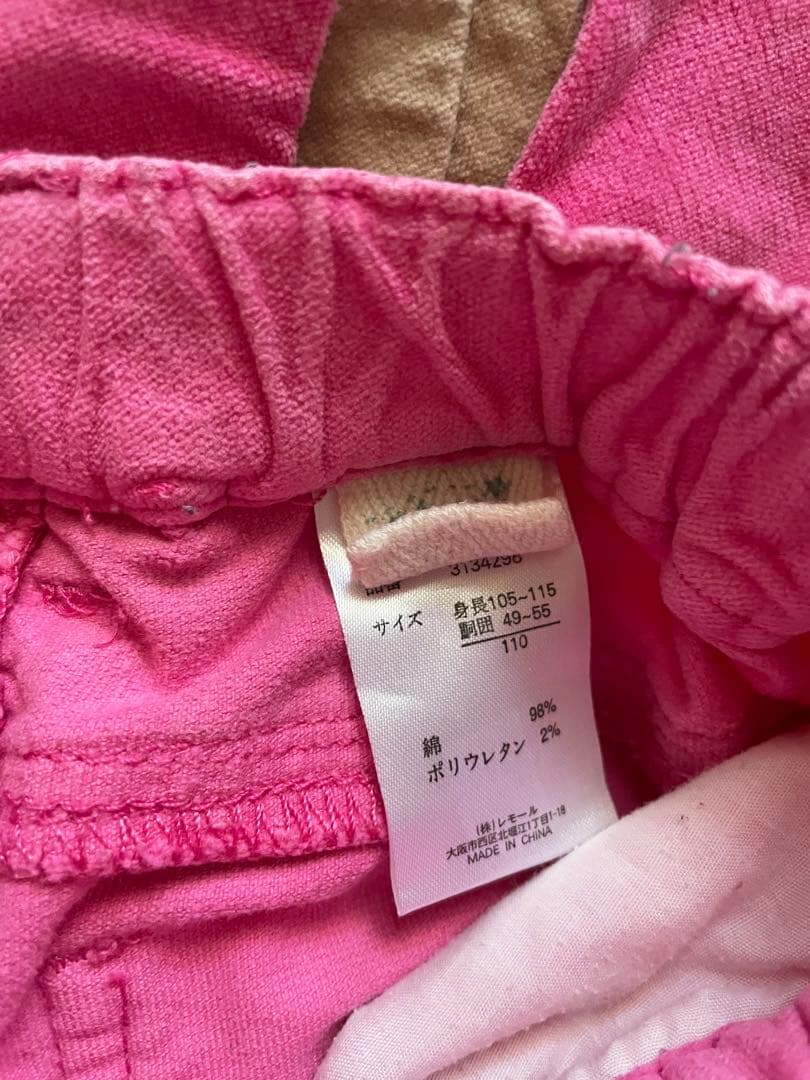 品番 3134298
サイズ 身長105~115
胴囲 49~55
110
綿 98%
ポリウレタン 2%
(株)レモール
大阪市西区北堀江1丁目1-18
MADE IN CHINA